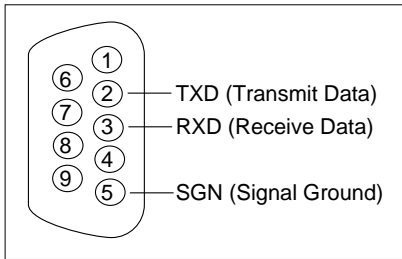 1
6
2 TXD (Transmit Data)
7
3 RXD (Receive Data)
8
4
9
5 SGN (Signal Ground)